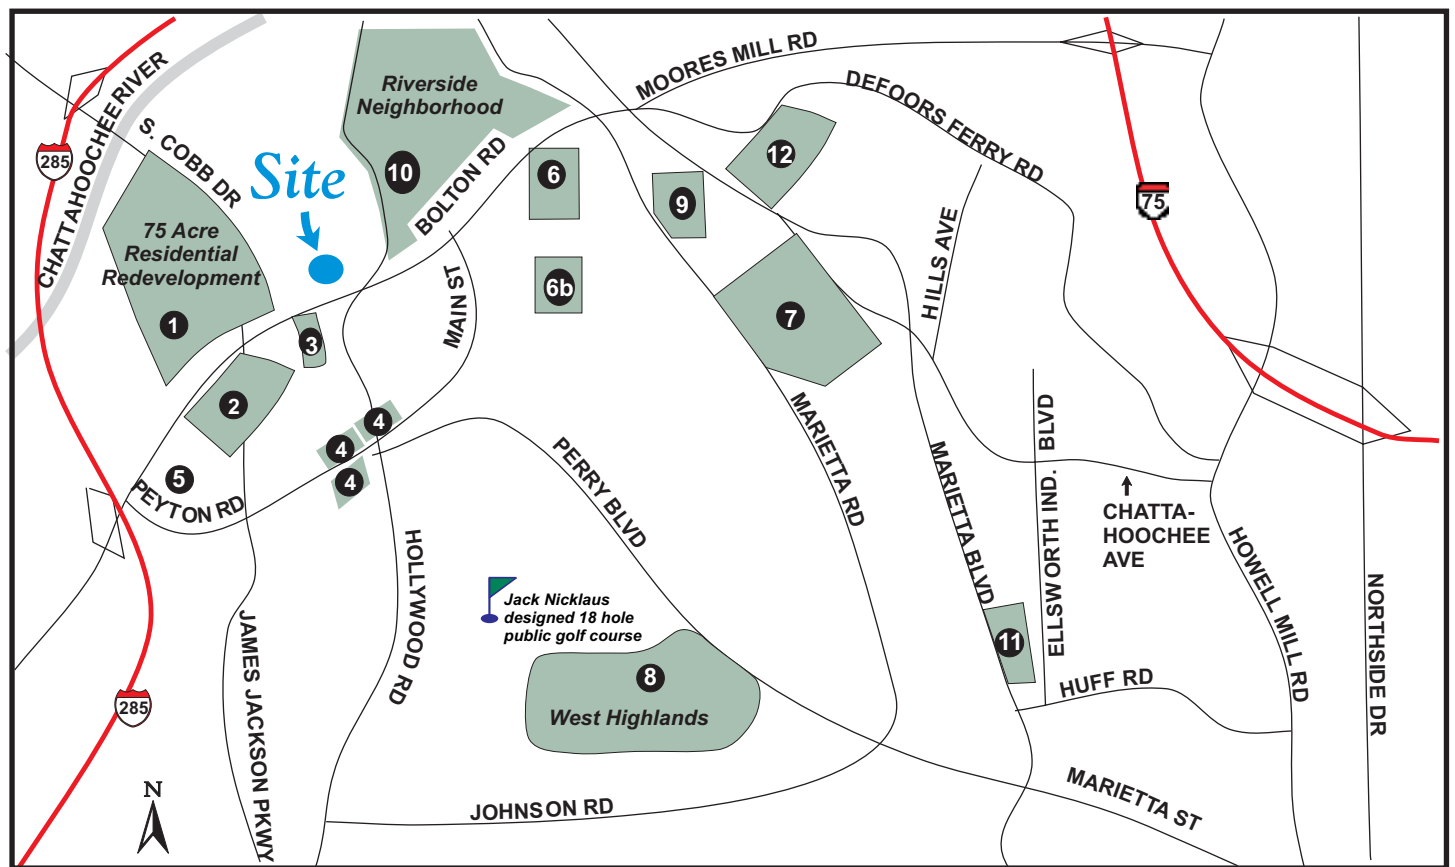 MOORES MILL RD
CHATTAHOOCHEE RIVER
Riverside
Neighborhood
DEFOORS FERRY RD
S. COBB DR
285
Site
10
BOLTON RD
6
12
9
75
75 Acre
Residential
Redevelopment
1
HILLS AVE
6b
MAIN ST
7
3
2
4
4
4
5
PEYTON RD
PERRY BLVD
MARIETTA RD
MARIETTA BLVD
ELLSWORTH IND. BLVD
CHATTA-
HOOCHEE
AVE
HOWELL MILL RD
NORTHSIDE DR
HOLLYWOOD RD
JAMES JACKSON PKWY
Jack Nicklaus
designed 18 hole
public golf course
11
8
West Highlands
HUFF RD
285
N
JOHNSON RD
MARIETTA ST